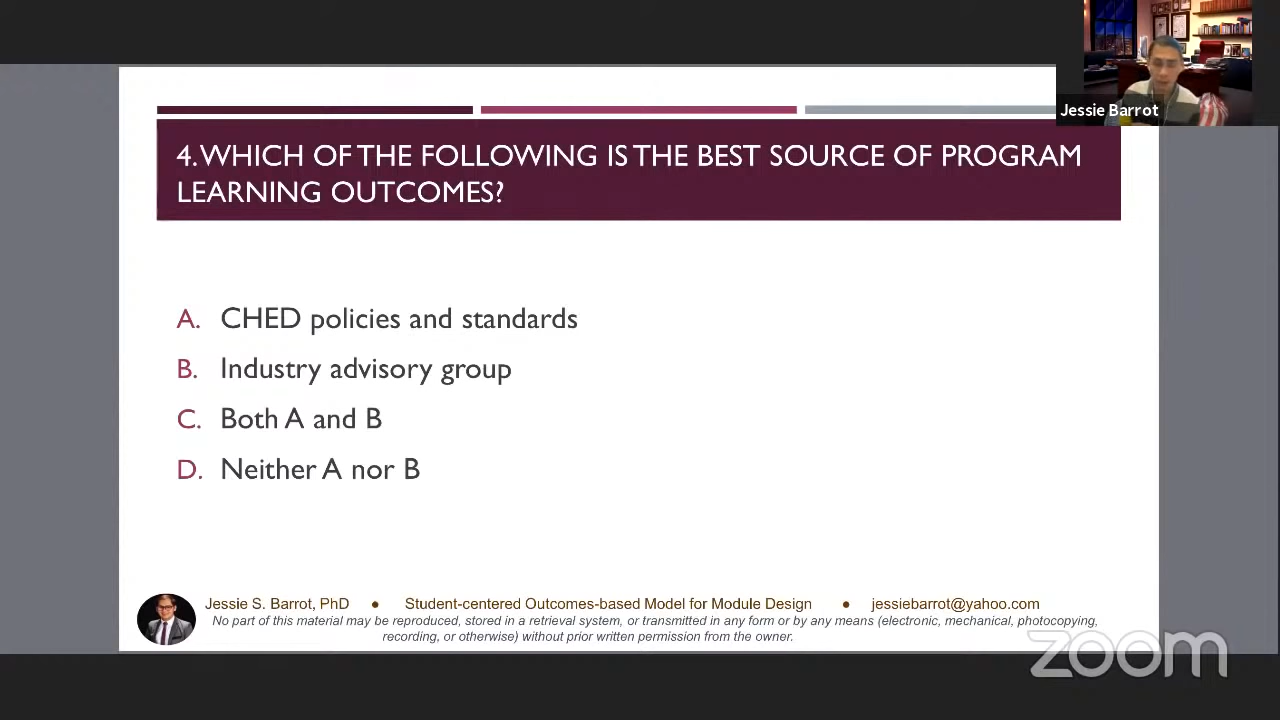 Jessie Barrot
4. WHICH OF THE FOLLOWING IS THE BEST SOURCE OF PROGRAM
LEARNING OUTCOMES?
A. CHED policies and standards
B. Industry advisory group
C. Both A and B
D. Neither A nor B
Jessie S. Barrot, PhD ● Student-centered Outcomes-based Model for Module Design ● jessiebarrot@yahoo.com
No part of this material may be reproduced, stored in a retrieval system, or transmitted in any form or by any means (electronic, mechanical, photocopying,
recording, or otherwise) without prior written permission from the owner.
zoom